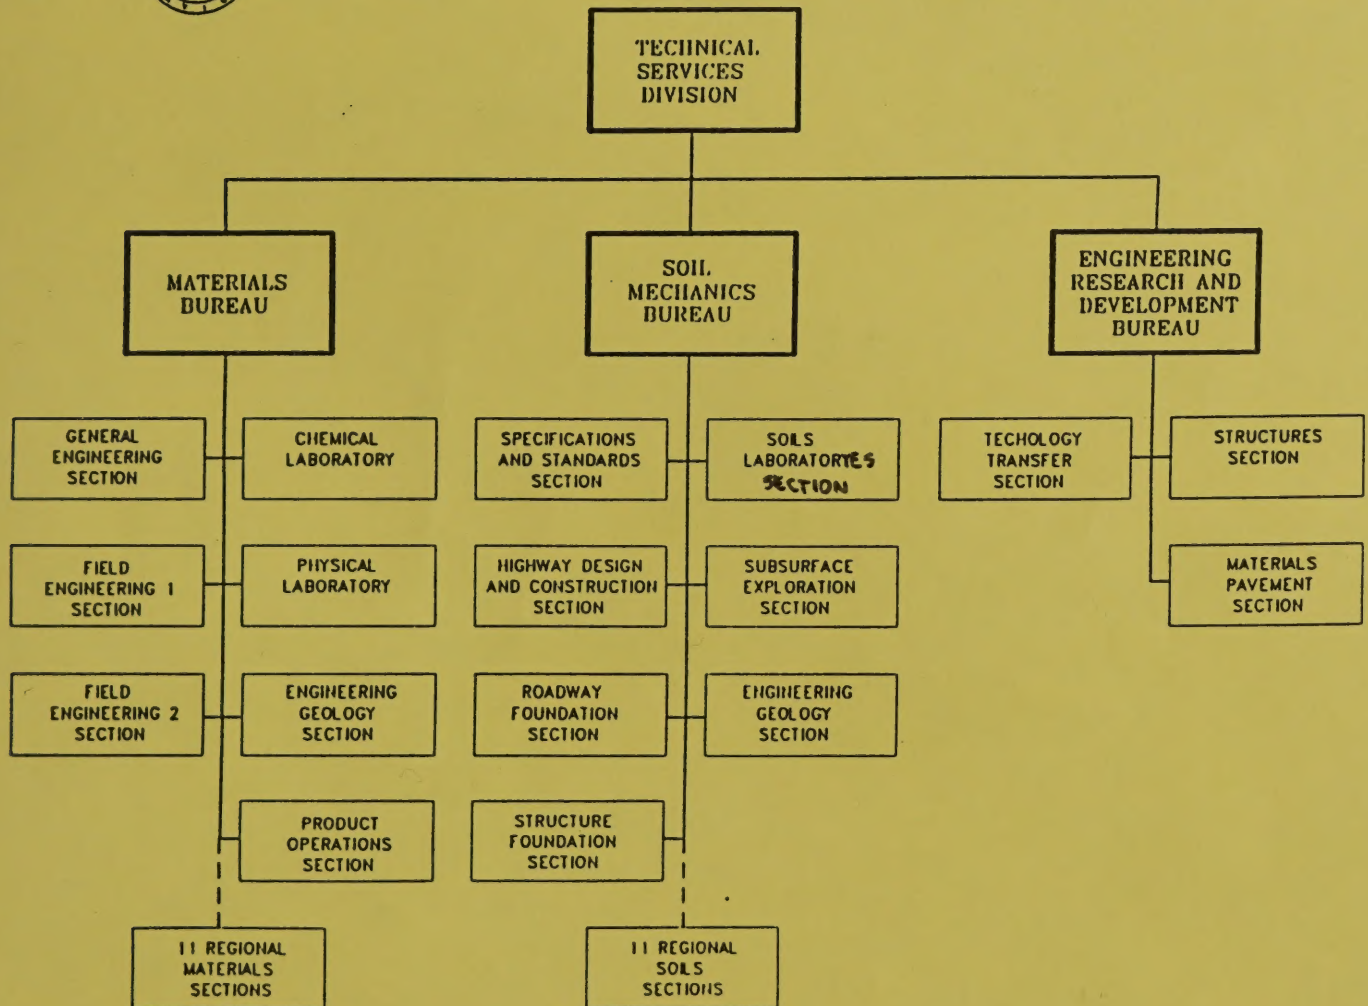 TECHNICAL
SERVICES
DIVISION
MATERIALS
BUREAU
SOIL
MECHANICS
BUREAU
ENGINEERING
RESEARCH AND
DEVELOPMENT
BUREAU
GENERAL
ENGINEERING
SECTION
CHEMICAL
LABORATORY
SPECIFICATIONS
AND STANDARDS
SECTION
SOILS
LABORATORYES
SECTION
TECHOLOGY
TRANSFER
SECTION
STRUCTURES
SECTION
FIELD
ENGINEERING 1
SECTION
PHYSICAL
LABORATORY
HIGHWAY DESIGN
AND CONSTRUCTION
SECTION
SUBSURFACE
EXPLORATION
SECTION
MATERIALS
PAVEMENT
SECTION
FIELD
ENGINEERING 2
SECTION
ENGINEERING
GEOLOGY
SECTION
ROADWAY
FOUNDATION
SECTION
ENGINEERING
GEOLOGY
SECTION
PRODUCT
OPERATIONS
SECTION
STRUCTURE
FOUNDATION
SECTION
11 REGIONAL
MATERIALS
SECTIONS
11 REGIONAL
SOILS
SECTIONS